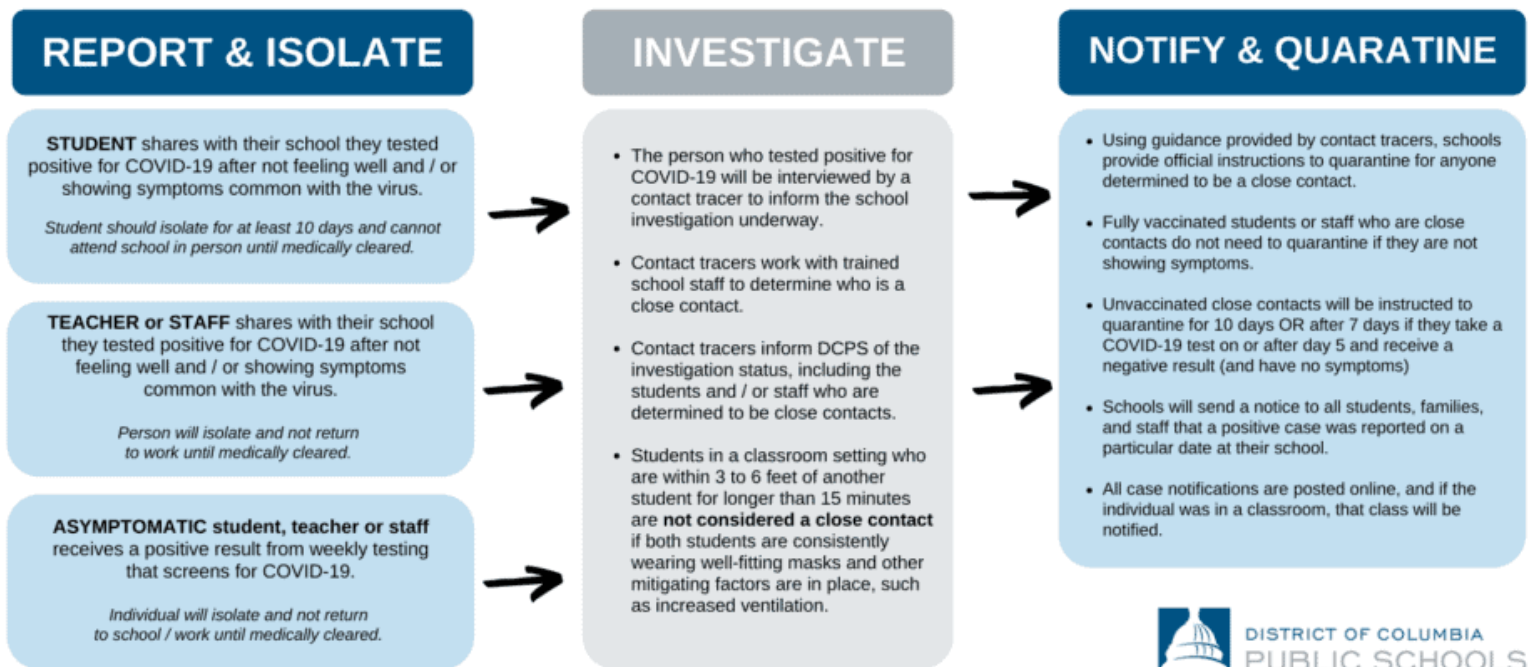 REPORT & ISOLATE
STUDENT shares with their school they tested
positive for COVID-19 after not feeling well and / or
showing symptoms common with the virus.
Student should isolate for at least 10 days and cannot
attend school in person until medically cleared.
TEACHER or STAFF shares with their school
they tested positive for COVID-19 after not
feeling well and / or showing symptoms
common with the virus.
Person will isolate and not return
to work until medically cleared.
ASYMPTOMATIC student, teacher or staff
receives a positive result from weekly testing
that screens for COVID-19.
Individual will isolate and not return
to school / work until medically cleared.
INVESTIGATE
• The person who tested positive for
COVID-19 will be interviewed by a
contact tracer to inform the school
investigation underway.
• Contact tracers work with trained
school staff to determine who is a
close contact.
• Contact tracers inform DCPS of the
investigation status, including the
students and / or staff who are
determined to be close contacts.
• Students in a classroom setting who
are within 3 to 6 feet of another
student for longer than 15 minutes
are not considered a close contact
if both students are consistently
wearing well-fitting masks and other
mitigating factors are in place, such
as increased ventilation.
NOTIFY & QUARATINE
• Using guidance provided by contact tracers, schools
provide official instructions to quarantine for anyone
determined to be a close contact.
• Fully vaccinated students or staff who are close
contacts do not need to quarantine if they are not
showing symptoms.
• Unvaccinated close contacts will be instructed to
quarantine for 10 days OR after 7 days if they take a
COVID-19 test on or after day 5 and receive a
negative result (and have no symptoms)
• Schools will send a notice to all students, families,
and staff that a positive case was reported on a
particular date at their school.
• All case notifications are posted online, and if the
individual was in a classroom, that class will be
notified.
DISTRICT OF COLUMBIA
PUBLIC SCHOOLS